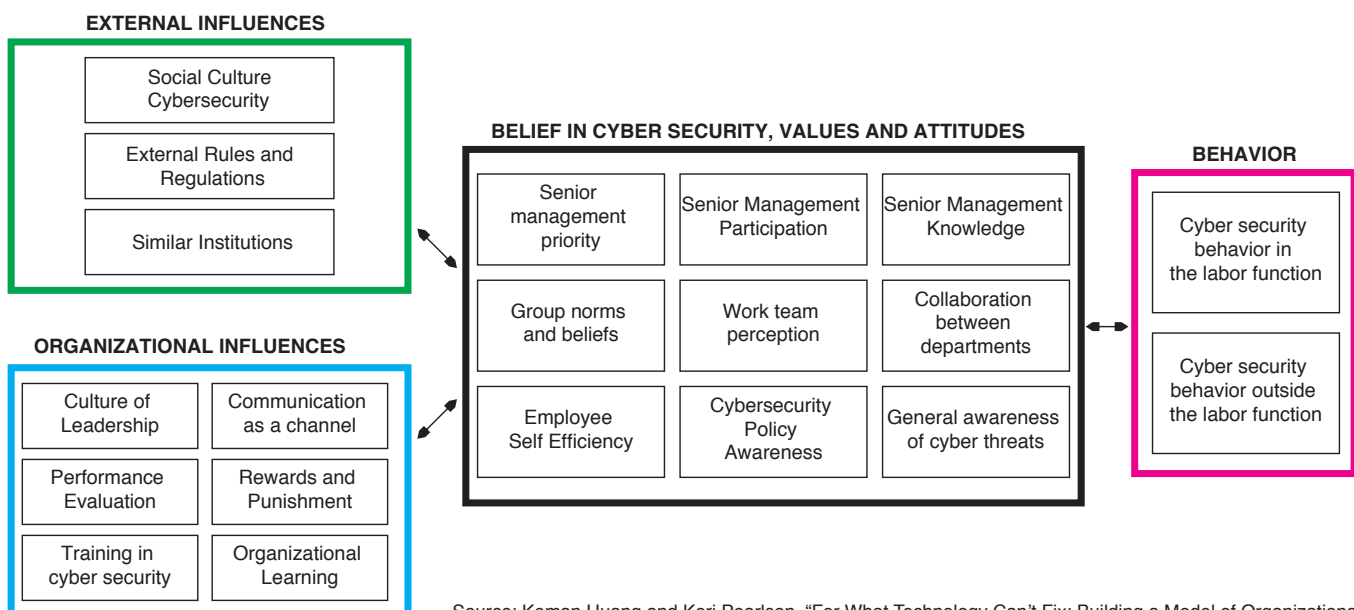 EXTERNAL INFLUENCES
Social Culture
Cybersecurity
External Rules and
Regulations
Similar Institutions
ORGANIZATIONAL INFLUENCES
Culture of
Leadership
Communication
as a channel
Performance
Evaluation
Rewards and
Punishment
Training in
cyber security
Organizational
Learning
BELIEF IN CYBER SECURITY, VALUES AND ATTITUDES
Senior
management
priority
Senior Management
Participation
Senior Management
Knowledge
Group norms
and beliefs
Work team
perception
Collaboration
between
departments
Employee
Self Efficiency
Cybersecurity
Policy
Awareness
General awareness
of cyber threats
BEHAVIOR
Cyber security
behavior in
the labor function
Cyber security
behavior outside
the labor function
Source: Keman Huang and Keri Pearlson, “For What Technology Can’t Fix: Building a Model of Organizational